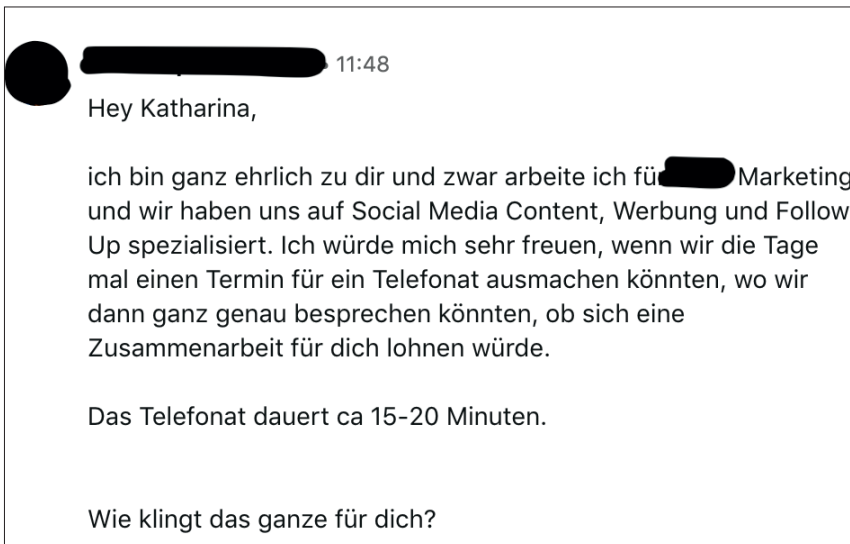 11:48
Hey Katharina,
ich bin ganz ehrlich zu dir und zwar arbeite ich Marketing
und wir haben uns auf Social Media Content, Werbung und Follow
Up spezialisiert. Ich würde mich sehr freuen, wenn wir die Tage
mal einen Termin für ein Telefonat ausmachen könnten, wo wir
dann ganz genau besprechen könnten, ob sich eine
Zusammenarbeit für dich lohnen würde.
Das Telefonat dauert ca 15-20 Minuten.
Wie klingt das ganze für dich?